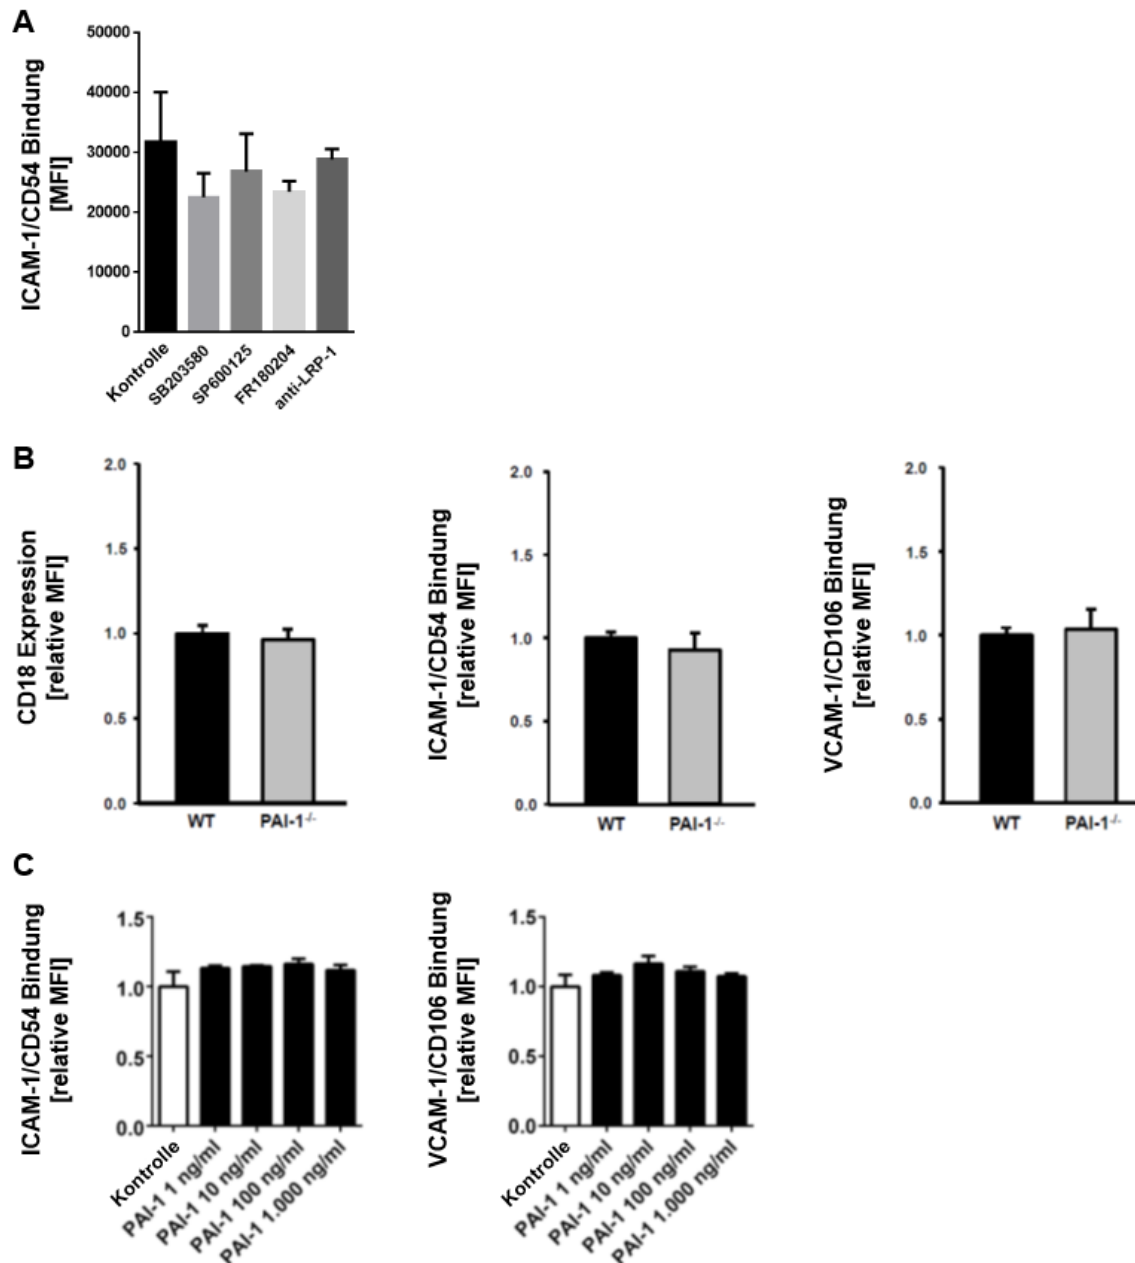 A
ICAM-1/CD54 Bindung
[MFI]
50000
40000
30000
20000
10000
0
Kontrolle
SB203580
SP600125
FR180204
anti-LRP-1
B
CD18 Expression
[relative MFI]
2.0
1.5
1.0
0.5
0.0
WT
PAI-1-/-
ICAM-1/CD54 Bindung
[relative MFI]
2.0
1.5
1.0
0.5
0.0
WT
PAI-1-/-
VCAM-1/CD106 Bindung
[relative MFI]
2.0
1.5
1.0
0.5
0.0
WT
PAI-1-/-
C
ICAM-1/CD54 Bindung
[relative MFI]
1.5
1.0
0.5
0.0
Kontrolle
PAI-1 1 ng/ml
PAI-1 10 ng/ml
PAI-1 100 ng/ml
PAI-1 1.000 ng/ml
VCAM-1/CD106 Bindung
[relative MFI]
1.5
1.0
0.5
0.0
Kontrolle
PAI-1 1 ng/ml
PAI-1 10 ng/ml
PAI-1 100 ng/ml
PAI-1 1.000 ng/ml